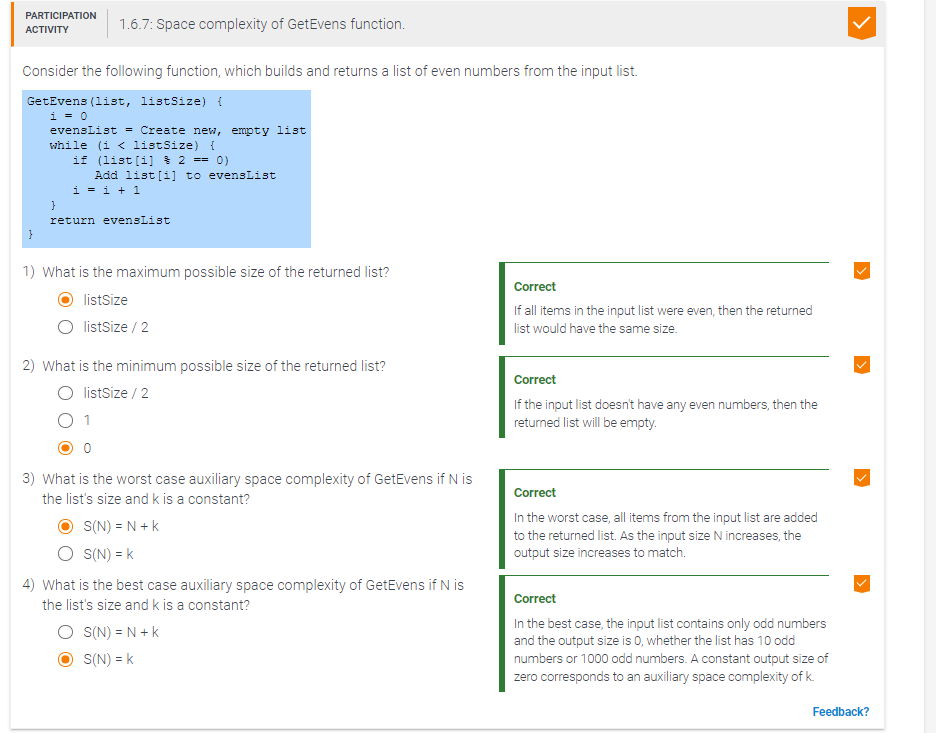 PARTICIPATION
ACTIVITY
1.6.7: Space complexity of GetEvens function.
Consider the following function, which builds and returns a list of even numbers from the input list.
GetEvens(list, listSize) {
i = 0
evensList = Create new, empty list
while (i < listSize) {
if (list[i] % 2 == 0)
Add list[i] to evensList
i = i + 1
}
return evensList
}
1) What is the maximum possible size of the returned list?
listSize
listSize / 2
Correct
If all items in the input list were even, then the returned
list would have the same size.
2) What is the minimum possible size of the returned list?
listSize / 2
1
0
Correct
If the input list doesn't have any even numbers, then the
returned list will be empty.
3) What is the worst case auxiliary space complexity of GetEvens if N is
the list's size and k is a constant?
S(N) = N + k
S(N) = k
Correct
In the worst case, all items from the input list are added
to the returned list. As the input size N increases, the
output size increases to match.
4) What is the best case auxiliary space complexity of GetEvens if N is
the list's size and k is a constant?
S(N) = N + k
S(N) = k
Correct
In the best case, the input list contains only odd numbers
and the output size is 0, whether the list has 10 odd
numbers or 1000 odd numbers. A constant output size of
zero corresponds to an auxiliary space complexity of k.
Feedback?